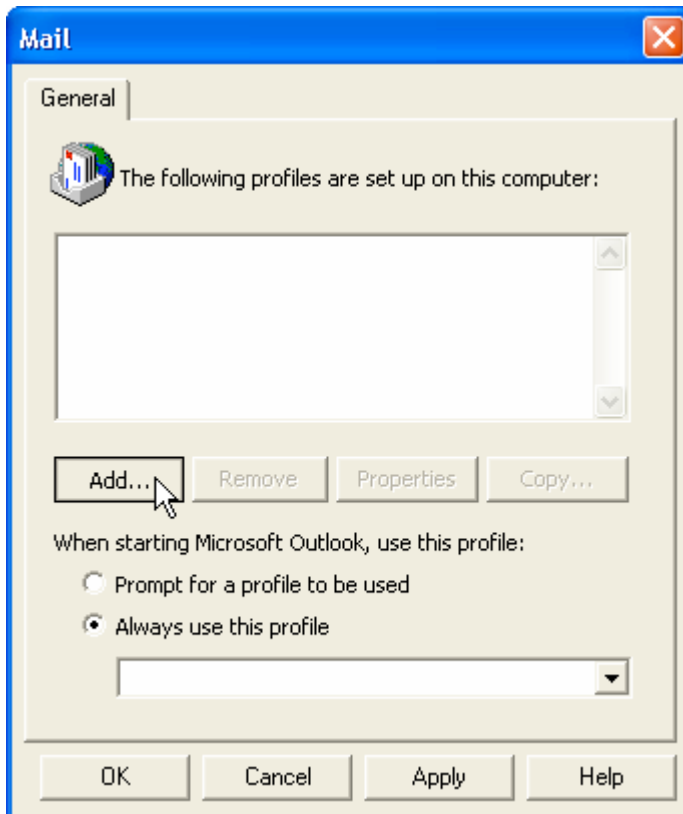 Mail
General
The following profiles are set up on this computer:
Add... Remove Properties Copy...
When starting Microsoft Outlook, use this profile:
Prompt for a profile to be used
Always use this profile
OK Cancel Apply Help